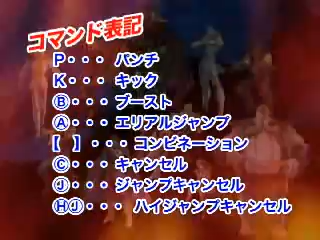 コマンド表記
P・・・ パンチ
K・・・ キック
Ⓑ・・・ ブースト
Ⓐ・・・ エリアルジャンプ
[ ]・・・ コンビネーション
Ⓒ・・・ キャンセル
Ⓙ・・・ ジャンプキャンセル
ⒽⒿ・・・ ハイジャンプキャンセル